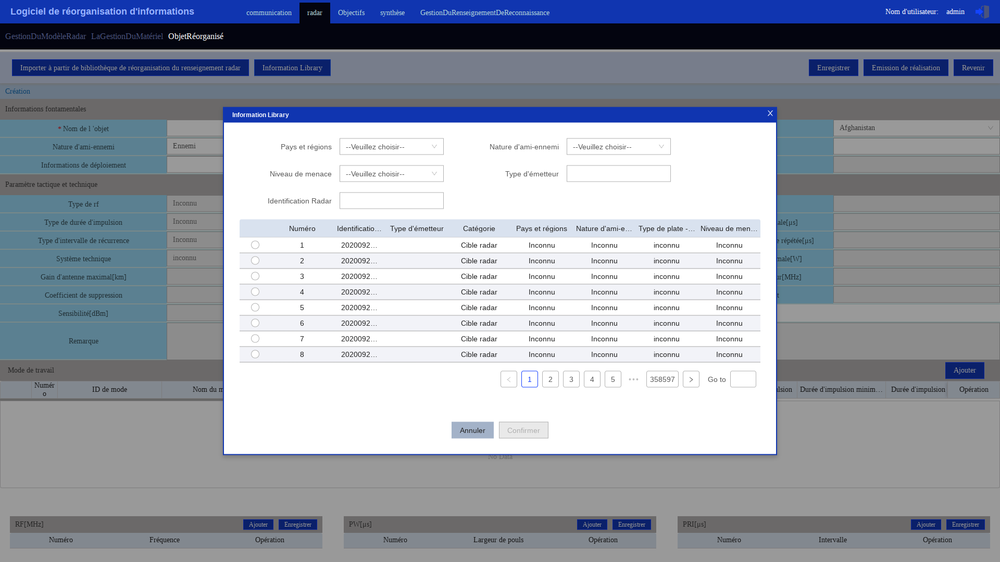 Logiciel de réorganisation d'informations
communication radar Objectifs synthèse GestionDuRenseignementDeReconnaissance
Nom d'utilisateur: admin
GestionDuModèleRadar LaGestionDuMatériel ObjetRéorganisé
Importer à partir de bibliothèque de réorganisation du renseignement radar Information Library Enregistrer Emission de réalisation Revenir
Création
Informations fontamentales
* Nom de l 'objet Afghanistan
Nature d'ami-ennemi Ennemi
Informations de déploiement
Paramètre tactique et technique
Type de rf Inconnu
Type de durée d'impulsion Inconnu ale[μs]
Type d'intervalle de récurrence Inconnu e répétée[μs]
Système technique inconnu male[W]
Gain d'antenne maximal[km] ur[MHz]
Coefficient de suppression t
Sensibilité[dBm]
Remarque
Mode de travail Ajouter
Numéro ID de mode Nom du m ulsion Durée d'impulsion minim… Durée d'impulsion Opération
Information Library X
Pays et régions --Veuillez choisir-- Nature d'ami-ennemi --Veuillez choisir--
Niveau de menace --Veuillez choisir-- Type d'émetteur
Identification Radar
Numéro Identificatio… Type d'émetteur Catégorie Pays et régions Nature d'ami-e… Type de plate -… Niveau de men…
1 2020092… Cible radar Inconnu Inconnu inconnu Inconnu
2 2020092… Cible radar Inconnu Inconnu inconnu Inconnu
3 2020092… Cible radar Inconnu Inconnu inconnu Inconnu
4 2020092… Cible radar Inconnu Inconnu inconnu Inconnu
5 2020092… Cible radar Inconnu Inconnu inconnu Inconnu
6 2020092… Cible radar Inconnu Inconnu inconnu Inconnu
7 2020092… Cible radar Inconnu Inconnu inconnu Inconnu
8 2020092… Cible radar Inconnu Inconnu inconnu Inconnu
< 1 2 3 4 5 ••• 358597 > Go to
Annuler Confirmer
No Data
RF[MHz] Ajouter Enregistrer
Numéro Fréquence Opération
PW[μs] Ajouter Enregistrer
Numéro Largeur de pouls Opération
PRI[μs] Ajouter Enregistrer
Numéro Intervalle Opération